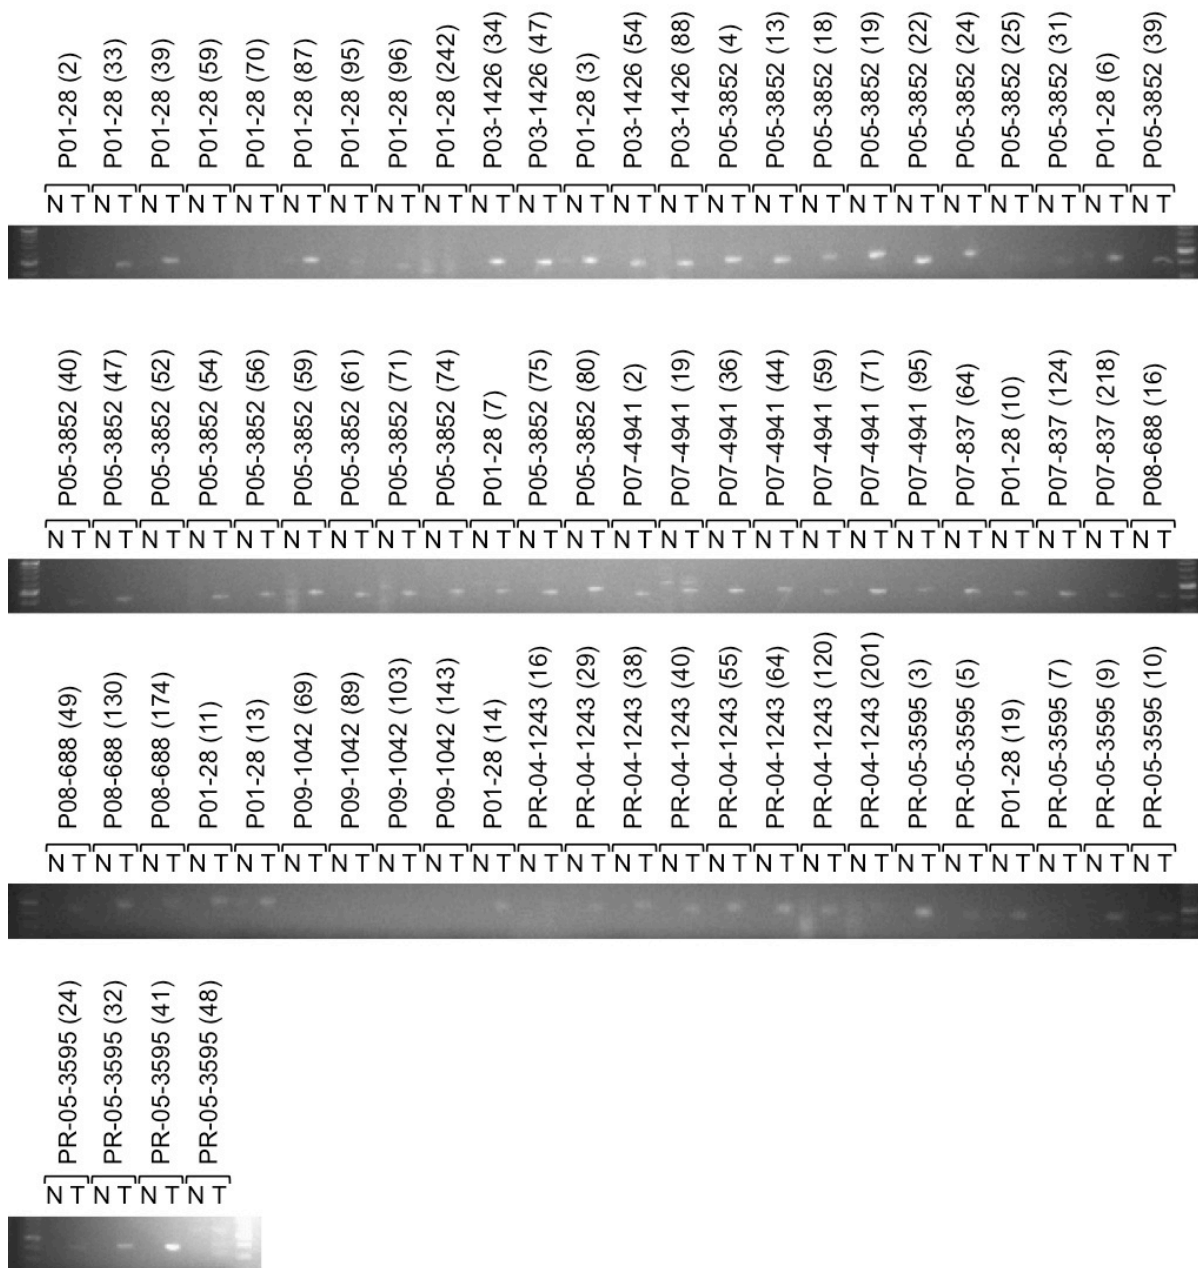 P01-28 (2) P01-28 (33) P01-28 (39) P01-28 (59) P01-28 (70) P01-28 (87) P01-28 (95) P01-28 (96) P01-28 (242) P03-1426 (34) P03-1426 (47) P01-28 (3) P03-1426 (54) P03-1426 (88) P05-3852 (4) P05-3852 (13) P05-3852 (18) P05-3852 (19) P05-3852 (22) P05-3852 (24) P05-3852 (25) P05-3852 (31) P01-28 (6) P05-3852 (39)
N T N T N T N T N T N T N T N T N T N T N T N T N T N T N T N T N T N T N T N T N T N T N T N T
P05-3852 (40) P05-3852 (47) P05-3852 (52) P05-3852 (54) P05-3852 (56) P05-3852 (59) P05-3852 (61) P05-3852 (71) P05-3852 (74) P01-28 (7) P05-3852 (75) P05-3852 (80) P07-4941 (2) P07-4941 (19) P07-4941 (36) P07-4941 (44) P07-4941 (59) P07-4941 (71) P07-4941 (95) P07-837 (64) P01-28 (10) P07-837 (124) P07-837 (218) P08-688 (16)
N T N T N T N T N T N T N T N T N T N T N T N T N T N T N T N T N T N T N T N T N T N T N T N T
P08-688 (49) P08-688 (130) P08-688 (174) P01-28 (11) P01-28 (13) P09-1042 (69) P09-1042 (89) P09-1042 (103) P09-1042 (143) P01-28 (14) PR-04-1243 (16) PR-04-1243 (29) PR-04-1243 (38) PR-04-1243 (40) PR-04-1243 (55) PR-04-1243 (64) PR-04-1243 (120) PR-04-1243 (201) PR-05-3595 (3) PR-05-3595 (5) P01-28 (19) PR-05-3595 (7) PR-05-3595 (9) PR-05-3595 (10)
N T N T N T N T N T N T N T N T N T N T N T N T N T N T N T N T N T N T N T N T N T N T N T N T
PR-05-3595 (24) PR-05-3595 (32) PR-05-3595 (41) PR-05-3595 (48)
N T N T N T N T